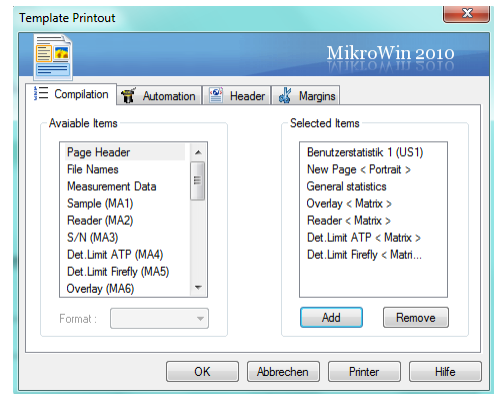 Template Printout
MikroWin 2010
Compilation Automation Header Margins
Avaiable Items
Page Header
File Names
Measurement Data
Sample (MA1)
Reader (MA2)
S/N (MA3)
Det.Limit ATP (MA4)
Det.Limit Firefly (MA5)
Overlay (MA6)
Format :
Selected Items
Benutzerstatistik 1 (US1)
New Page < Portrait >
General statistics
Overlay < Matrix >
Reader < Matrix >
Det.Limit ATP < Matrix >
Det.Limit Firefly < Matri...
Add Remove
OK Abbrechen Printer Hilfe